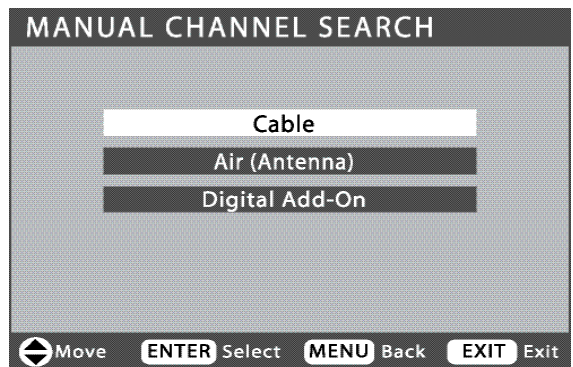 MANUAL CHANNEL SEARCH
Cable
Air (Antenna)
Digital Add-On
Move ENTER Select MENU Back EXIT Exit